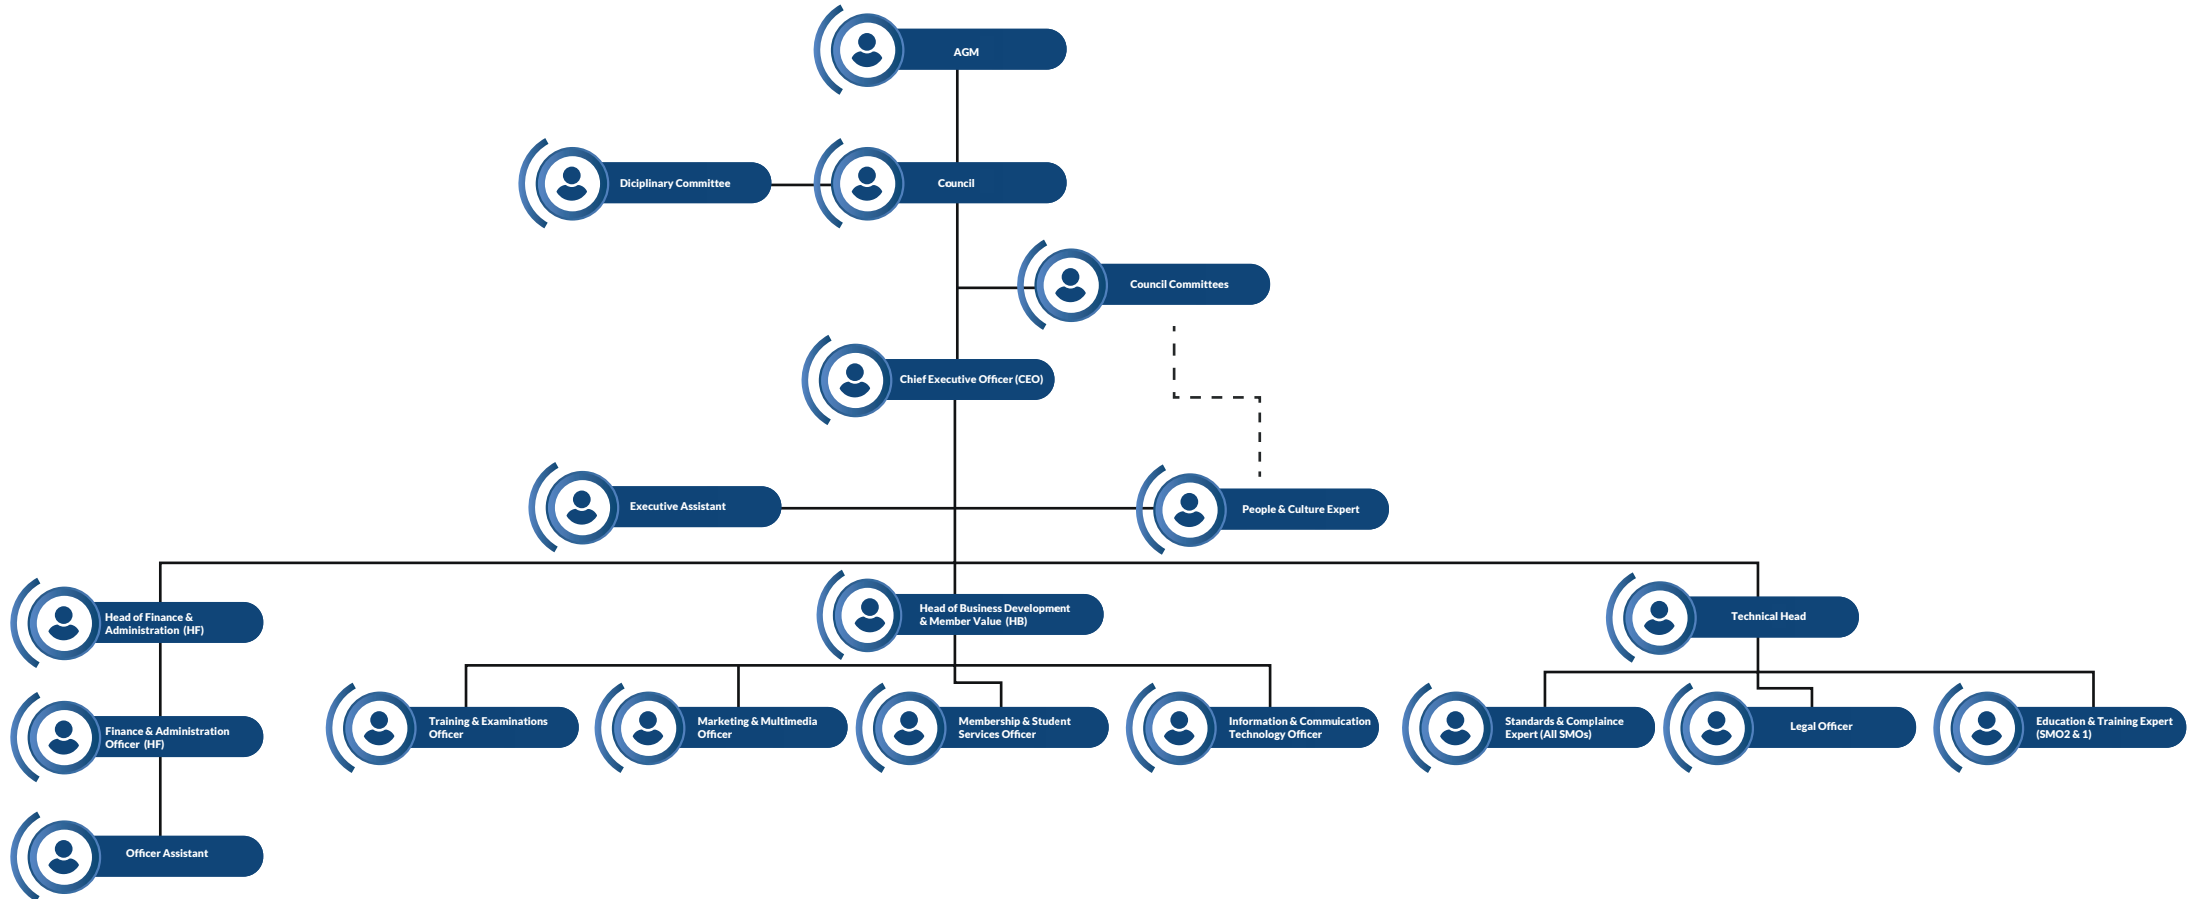 AGM
Diciplinary Committee
Council
Council Committees
Chief Executive Officer (CEO)
Executive Assistant
People & Culture Expert
Head of Finance &
Administration (HF)
Head of Business Development
& Member Value (HB)
Technical Head
Finance & Administration
Officer (HF)
Training & Examinations
Officer
Marketing & Multimedia
Officer
Membership & Student
Services Officer
Information & Commuication
Technology Officer
Standards & Complaince
Expert (All SMOs)
Legal Officer
Education & Training Expert
(SMO2 & 1)
Officer Assistant